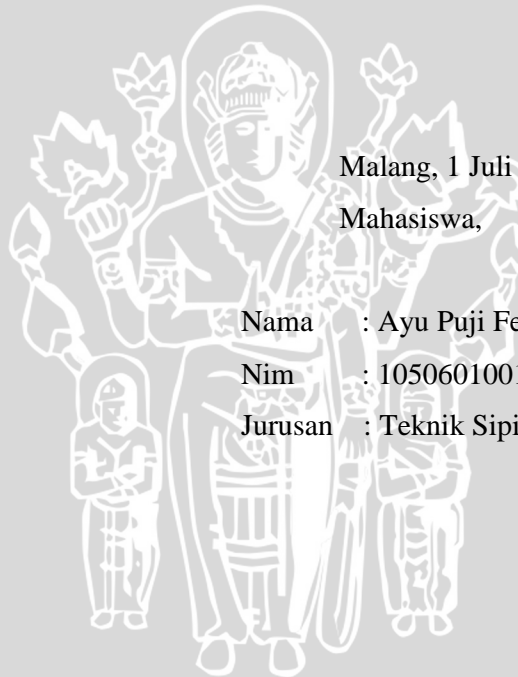 Malang, 1 Juli
Mahasiswa,
Nama : Ayu Puji Fe
Nim : 1050601001
Jurusan : Teknik Sipi